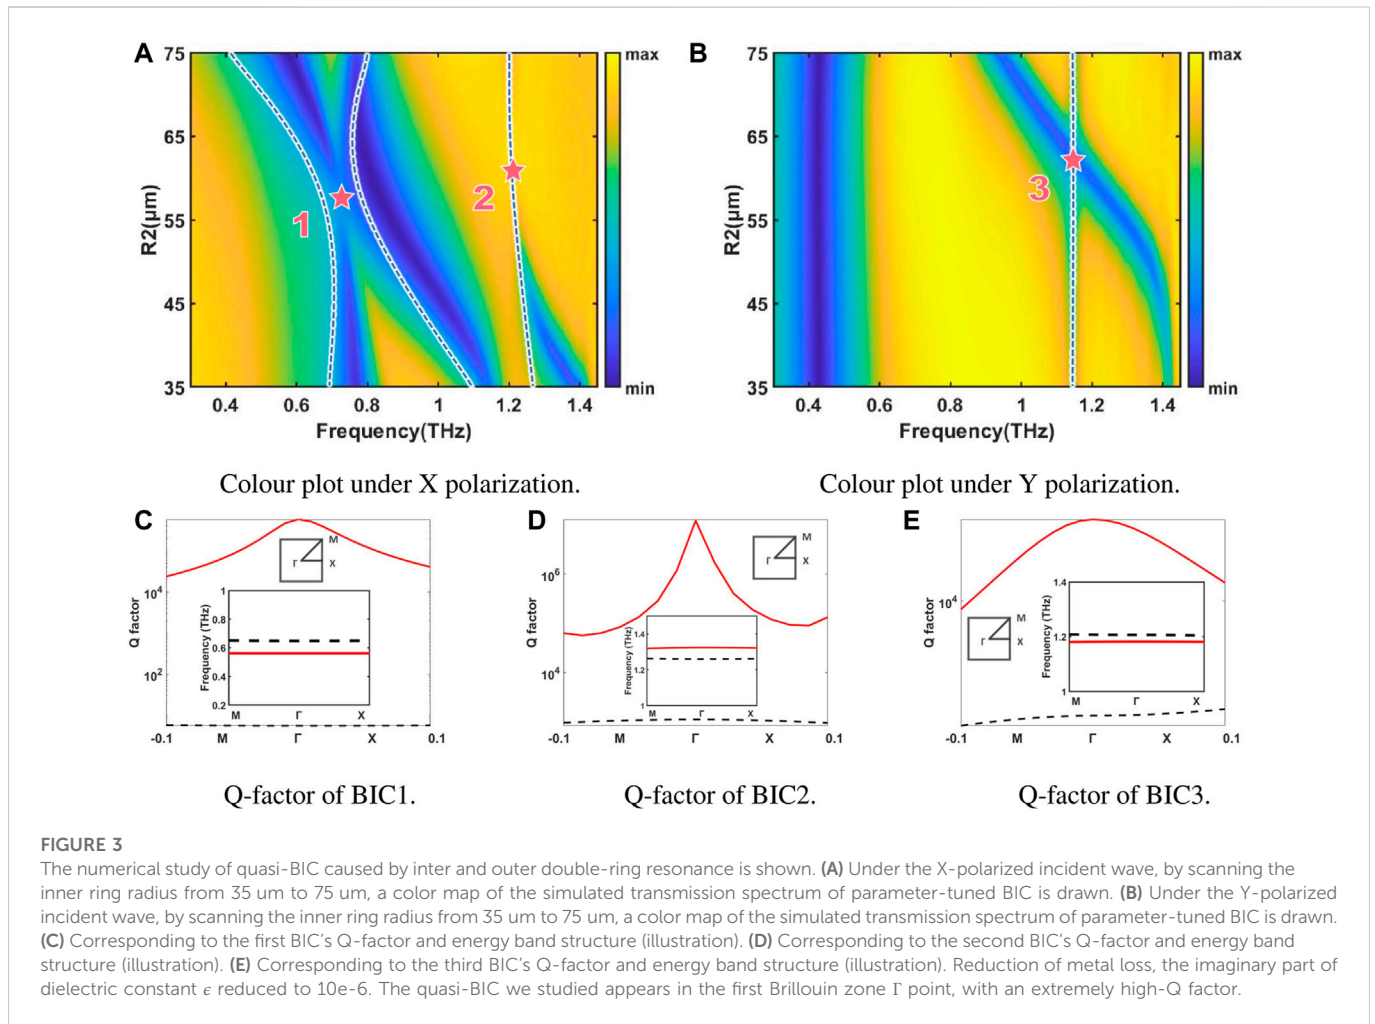 A
75
65
55
45
35
R2(μm)
0.4 0.6 0.8 1 1.2 1.4
Frequency(THz)
1
2
max
min
B
75
65
55
45
35
R2(μm)
0.4 0.6 0.8 1 1.2 1.4
Frequency(THz)
3
max
min
Colour plot under X polarization.
Colour plot under Y polarization.
C
Q factor
10^4
10^2
-0.1 M Γ X 0.1
M
Γ X
Frequency (THz)
1
0.8
0.6
0.4
0.2
M Γ X
D
Q factor
10^6
10^4
-0.1 M Γ X 0.1
M
Γ X
Frequency (THz)
1.4
1.2
1
M Γ X
E
Q factor
10^4
-0.1 M Γ X 0.1
M
Γ X
Frequency (THz)
1.4
1.2
1
M Γ X
Q-factor of BIC1.
Q-factor of BIC2.
Q-factor of BIC3.
FIGURE 3
The numerical study of quasi-BIC caused by inter and outer double-ring resonance is shown. (A) Under the X-polarized incident wave, by scanning the
inner ring radius from 35 um to 75 um, a color map of the simulated transmission spectrum of parameter-tuned BIC is drawn. (B) Under the Y-polarized
incident wave, by scanning the inner ring radius from 35 um to 75 um, a color map of the simulated transmission spectrum of parameter-tuned BIC is drawn.
(C) Corresponding to the first BIC's Q-factor and energy band structure (illustration). (D) Corresponding to the second BIC's Q-factor and energy band
structure (illustration). (E) Corresponding to the third BIC's Q-factor and energy band structure (illustration). Reduction of metal loss, the imaginary part of
dielectric constant ϵ reduced to 10e-6. The quasi-BIC we studied appears in the first Brillouin zone Γ point, with an extremely high-Q factor.